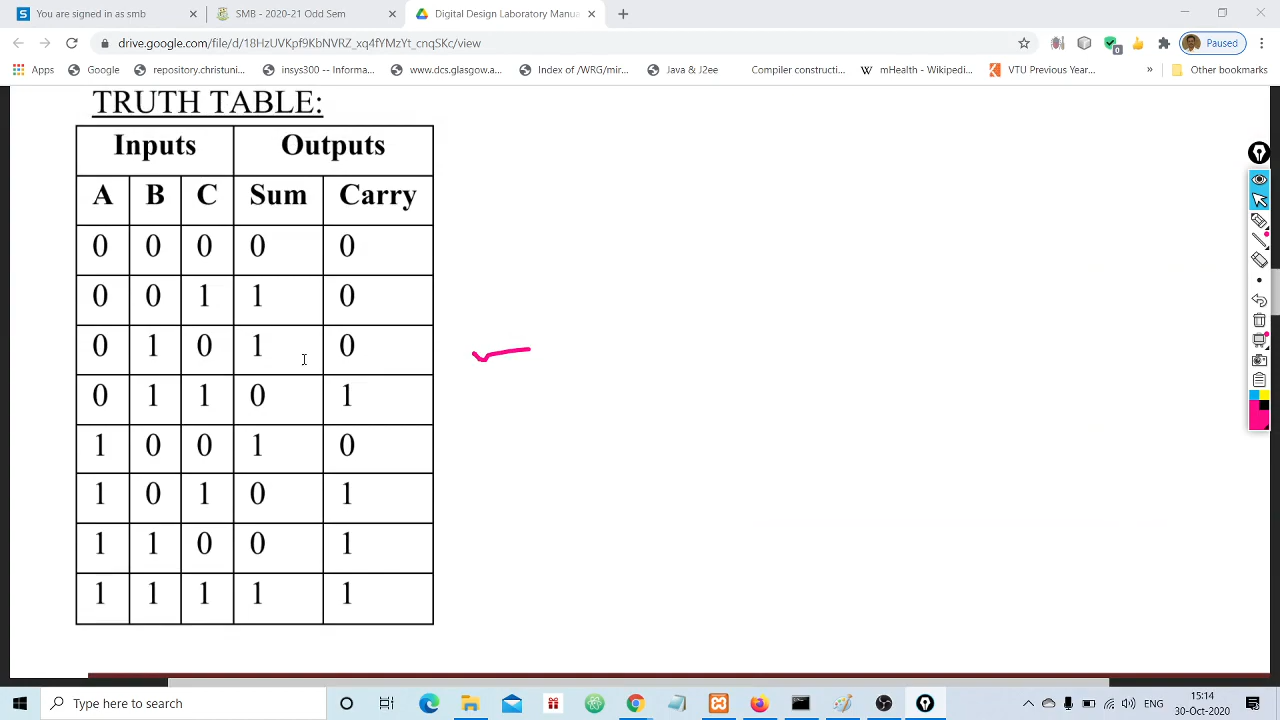 You are signed in
SMB - 2020-21 Odd Sem
Digital Design Laboratory Manua
drive.google.com/file/d/18HzUVKpf9KbNVRZ_xq4fYMzYt_cnqSKc/view
0
Paused
Apps
Google
repository.christuni...
isys300 -- Informa...
www.dcs.glasgow.a...
Index of /WRG/mir...
Java & J2ee
Compiler constructi...
mHealth - Wikipedi...
VTU Previous Year...
»
Other bookmarks
TRUTH TABLE:
Inputs Outputs
A B C Sum Carry
0 0 0 0 0
0 0 1 1 0
0 1 0 1 0
0 1 1 0 1
1 0 0 1 0
1 0 1 0 1
1 1 0 0 1
1 1 1 1 1
Type here to search
ENG
15:14
30-Oct-2020